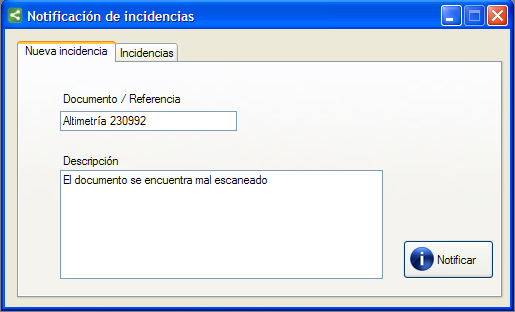 Notificación de incidencias
Nueva incidencia
Incidencias
Documento / Referencia
Altimetría 230992
Descripción
El documento se encuentra mal escaneado
Notificar